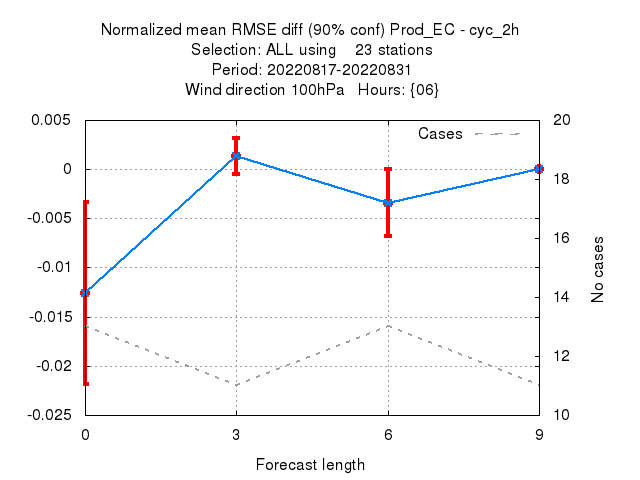 Normalized mean RMSE diff (90% conf) Prod_EC - cyc_2h
Selection: ALL using 23 stations
Period: 20220817-20220831
Wind direction 100hPa Hours: {06}
Cases
0.005
0
-0.005
-0.01
-0.015
-0.02
-0.025
20
18
16
14
12
10
No cases
0 3 6 9
Forecast length